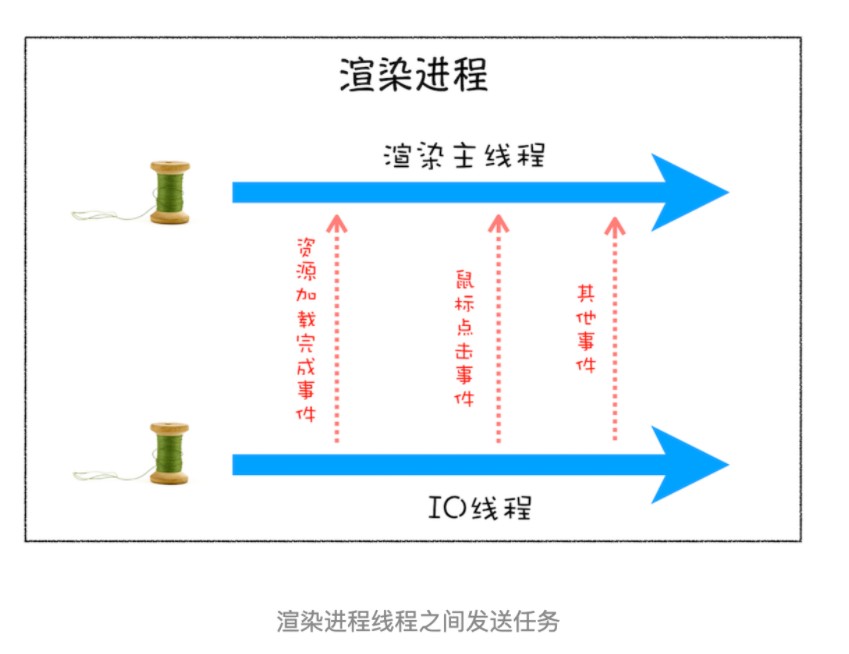 渲染进程
渲染主线程
资源加载完成事件
鼠标点击事件
其他事件
IO线程
渲染进程线程之间发送任务